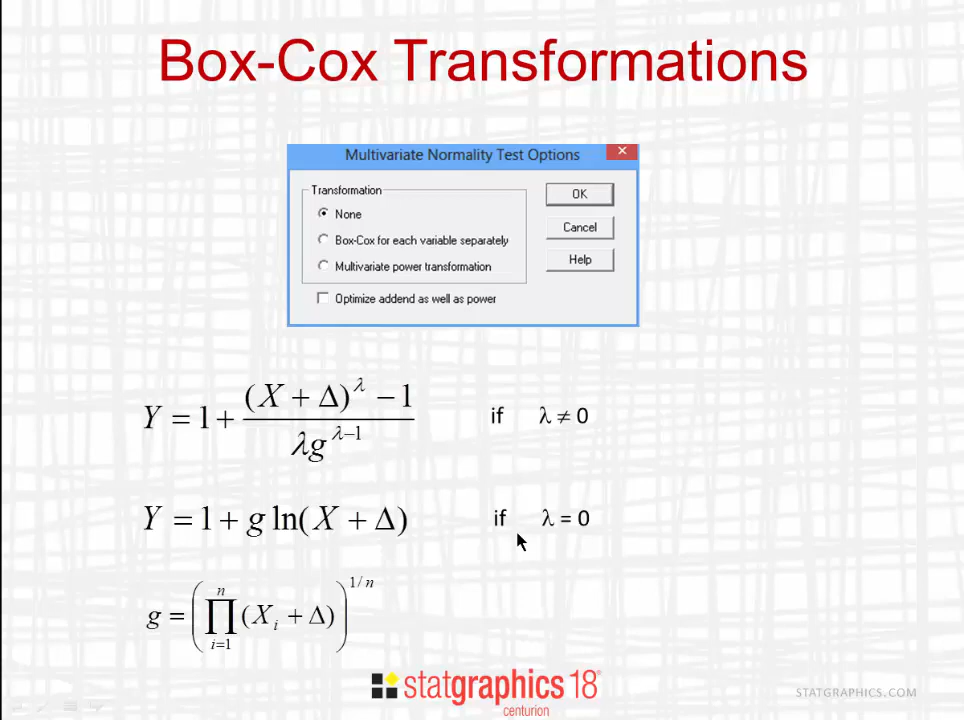 Box-Cox Transformations
Multivariate Normality Test Options
Transformation
None
Box-Cox for each variable separately
Multivariate power transformation
Optimize addend as well as power
OK
Cancel
Help
Y = 1 + ((X + Δ)^λ − 1) / (λg^(λ−1)) if λ ≠ 0
Y = 1 + g ln(X + Δ) if λ = 0
g = (∏_{i=1}^{n} (X_i + Δ))^{1/n}
statgraphics 18®
centurion
STATGRAPHICS.COM